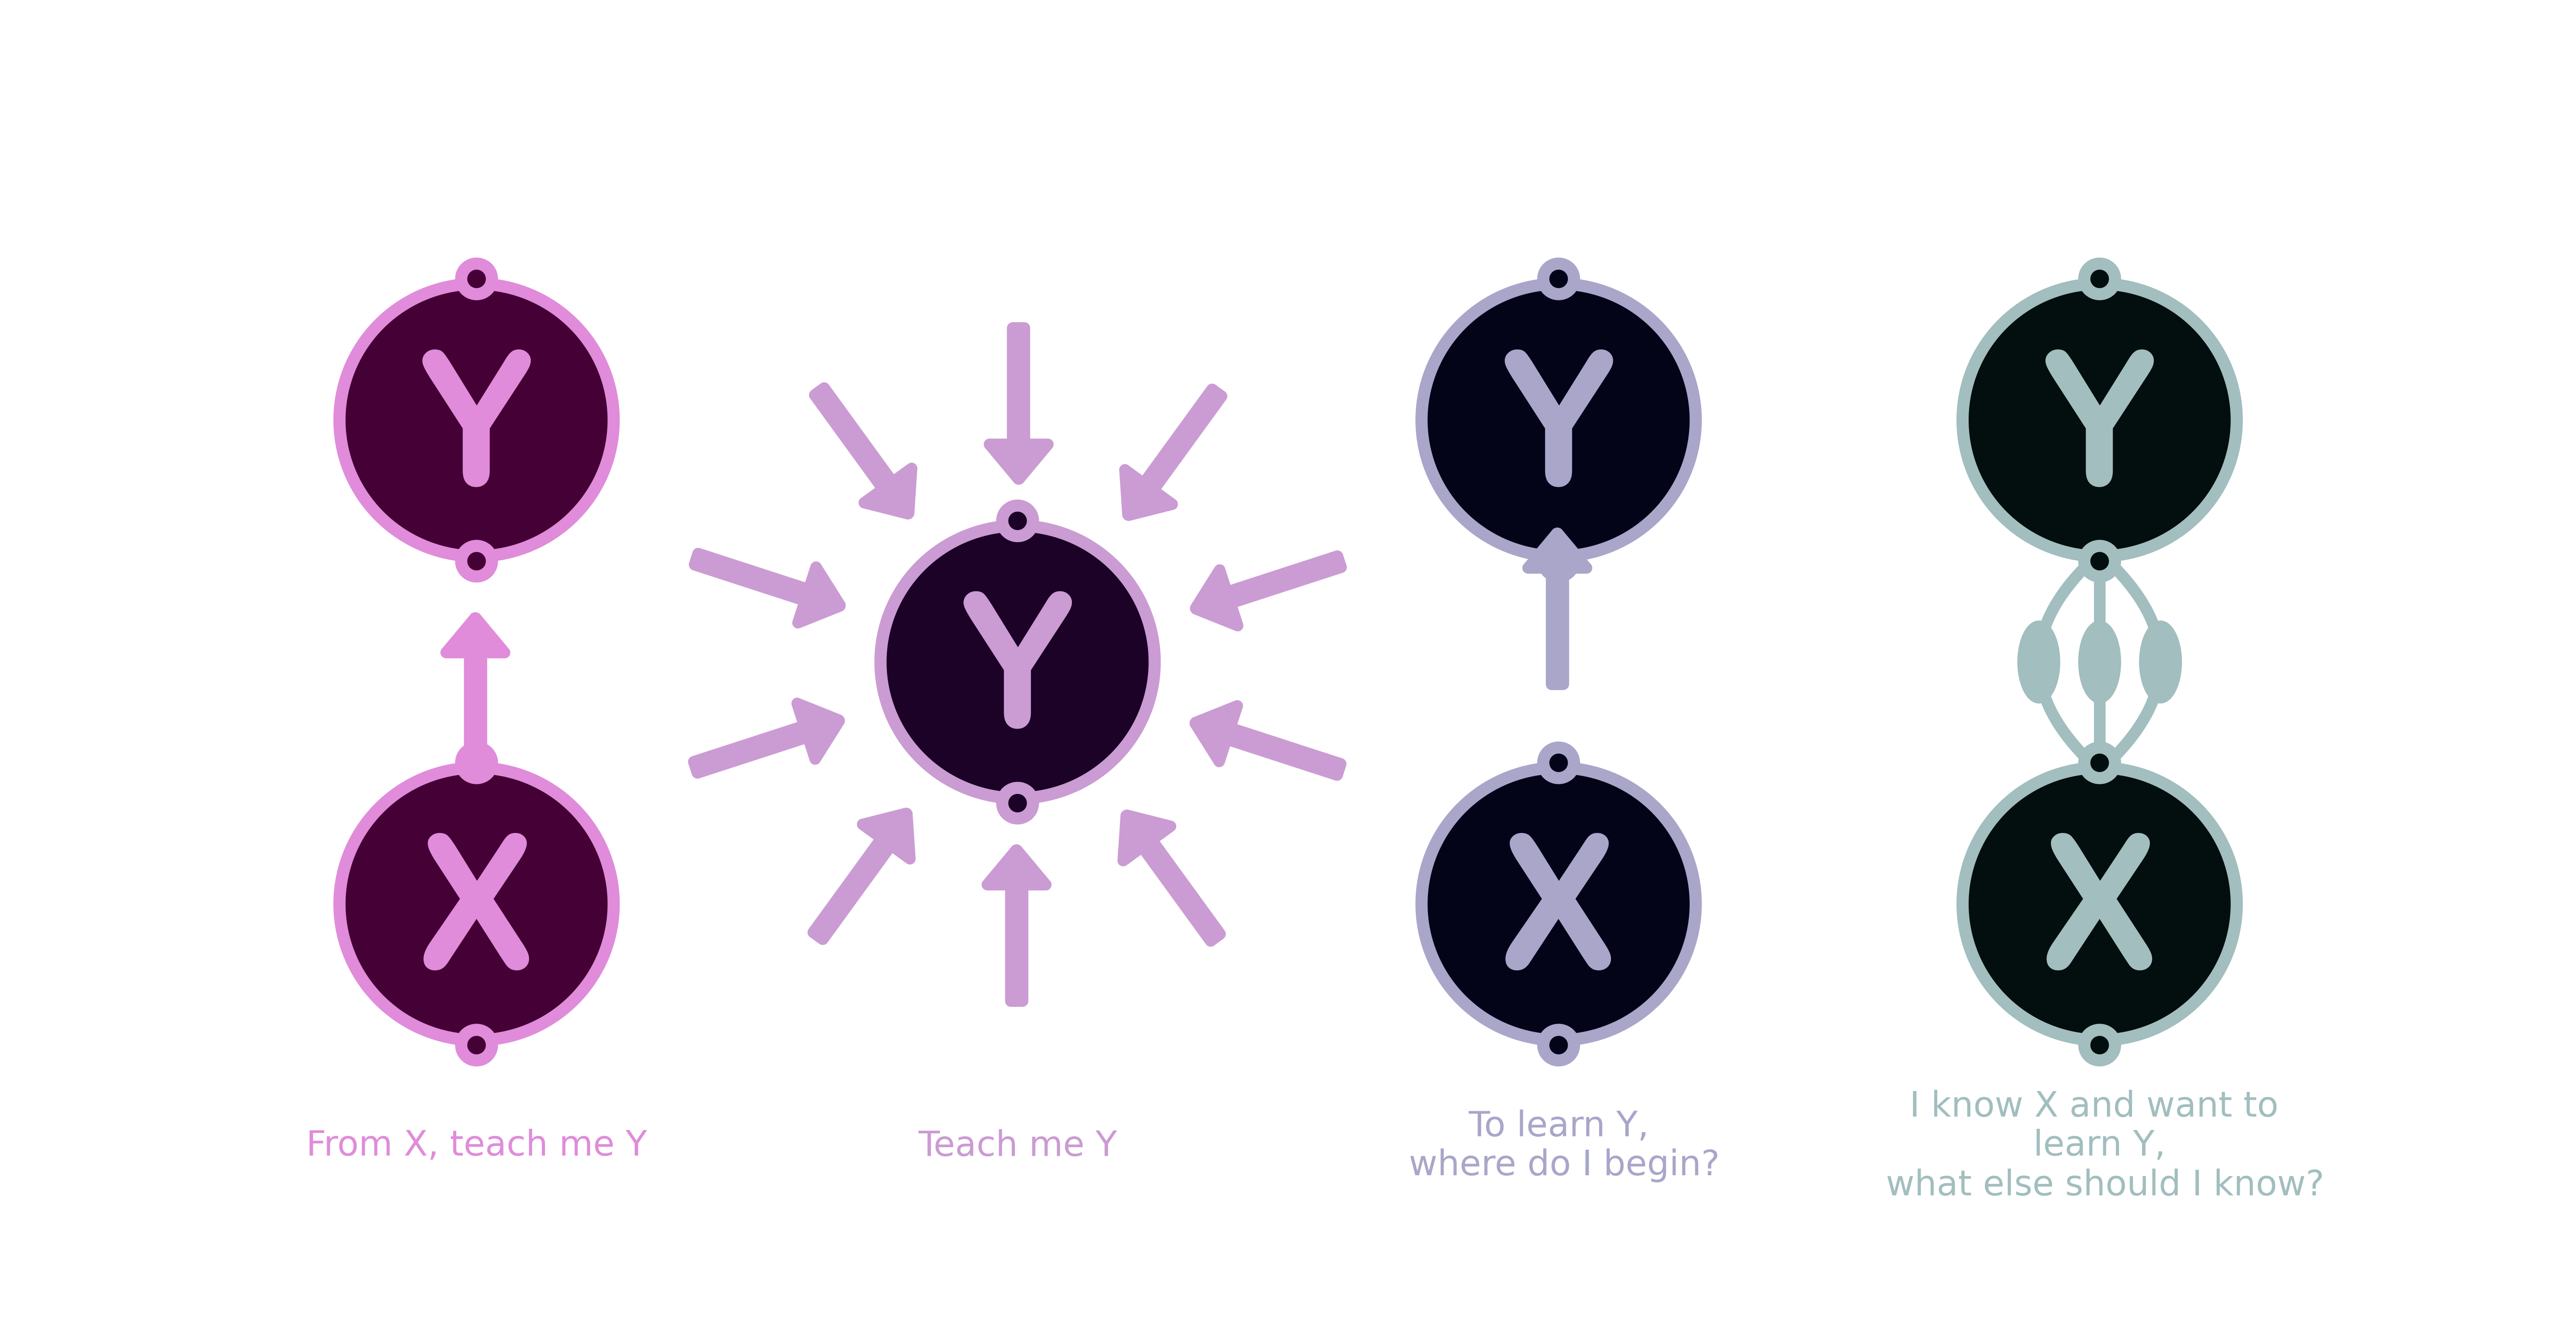 Y
X
From X, teach me Y
Y
Teach me Y
Y
X
To learn Y,
where do I begin?
Y
X
I know X and want to
learn Y,
what else should I know?